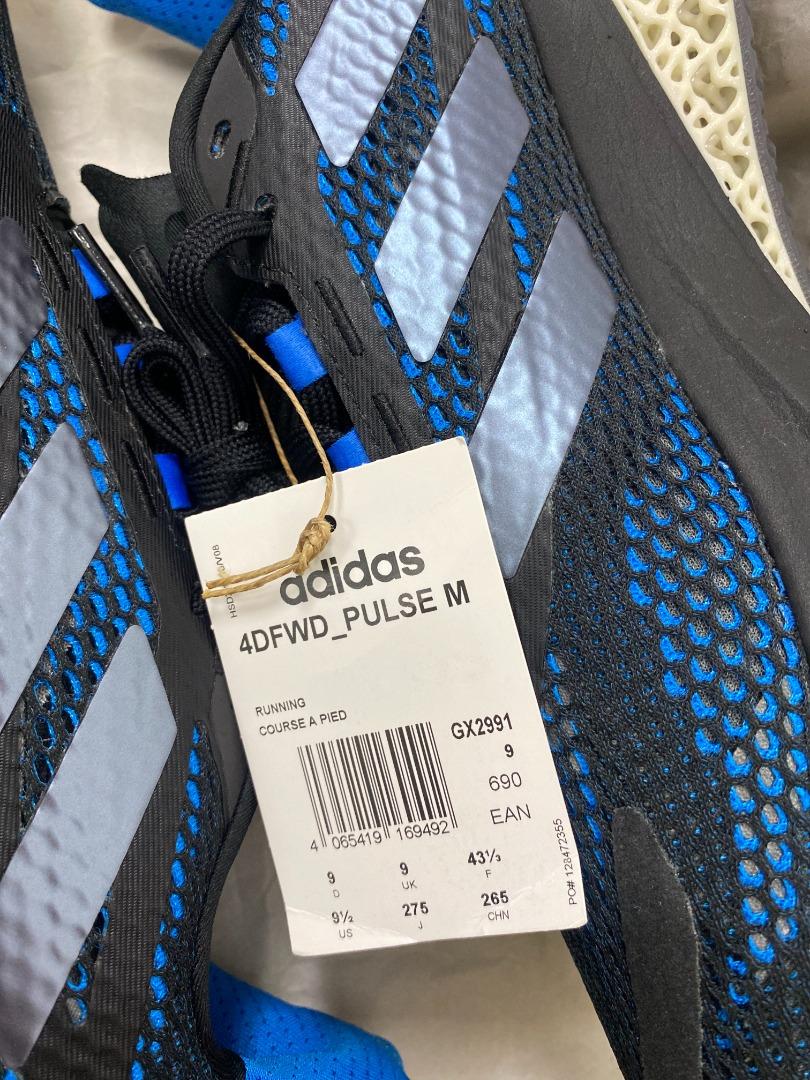 adidas
4DFWD_PULSE M
RUNNING
COURSE A PIED
GX2991
9
690
EAN
4 065419 169492
9 9 43⅓
D UK F
9½ 275 265
US J CHN
PO# 128472355